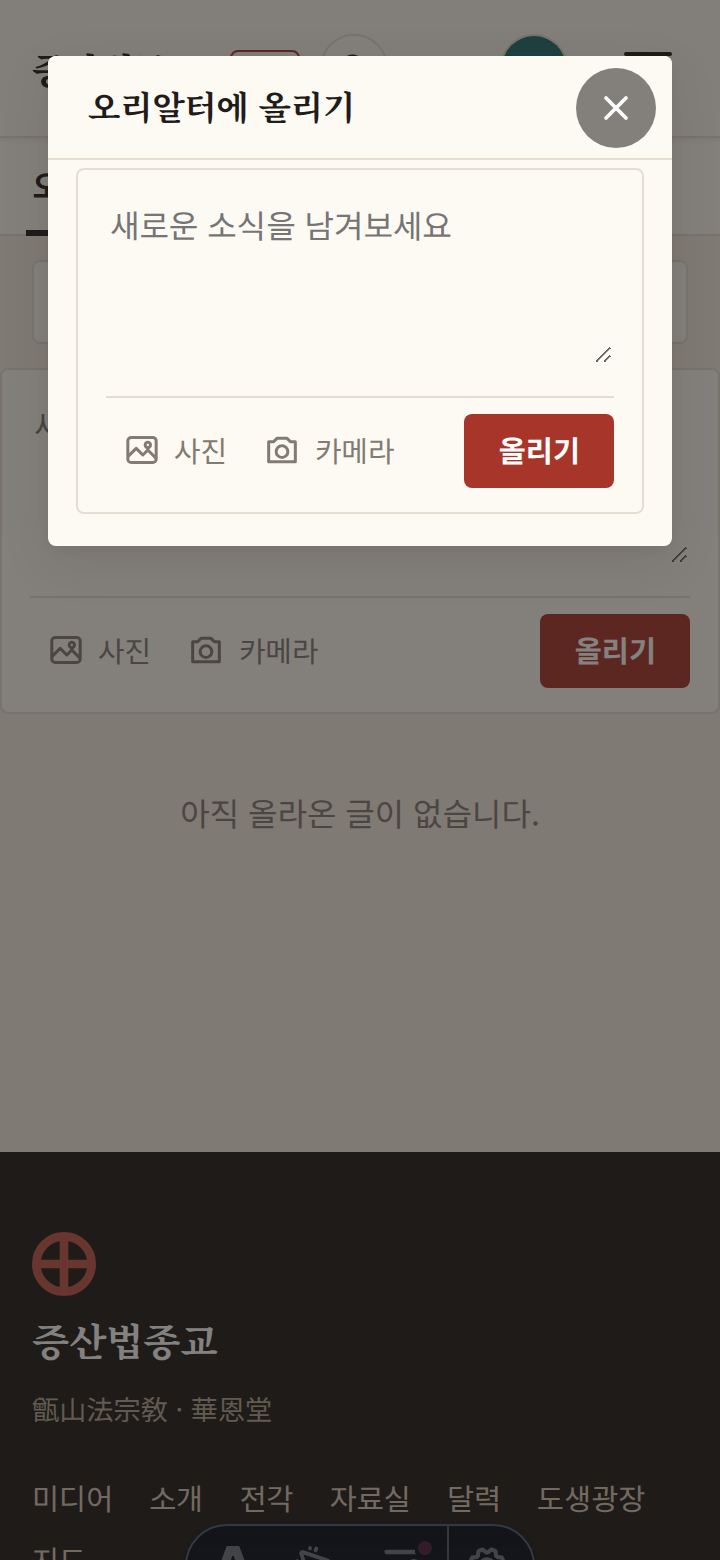 오리알터에 올리기
새로운 소식을 남겨보세요
사진 카메라 올리기
사진 카메라 올리기
아직 올라온 글이 없습니다.
증산법종교
甑山法宗敎 · 華恩堂
미디어 소개 전각 자료실 달력 도생광장